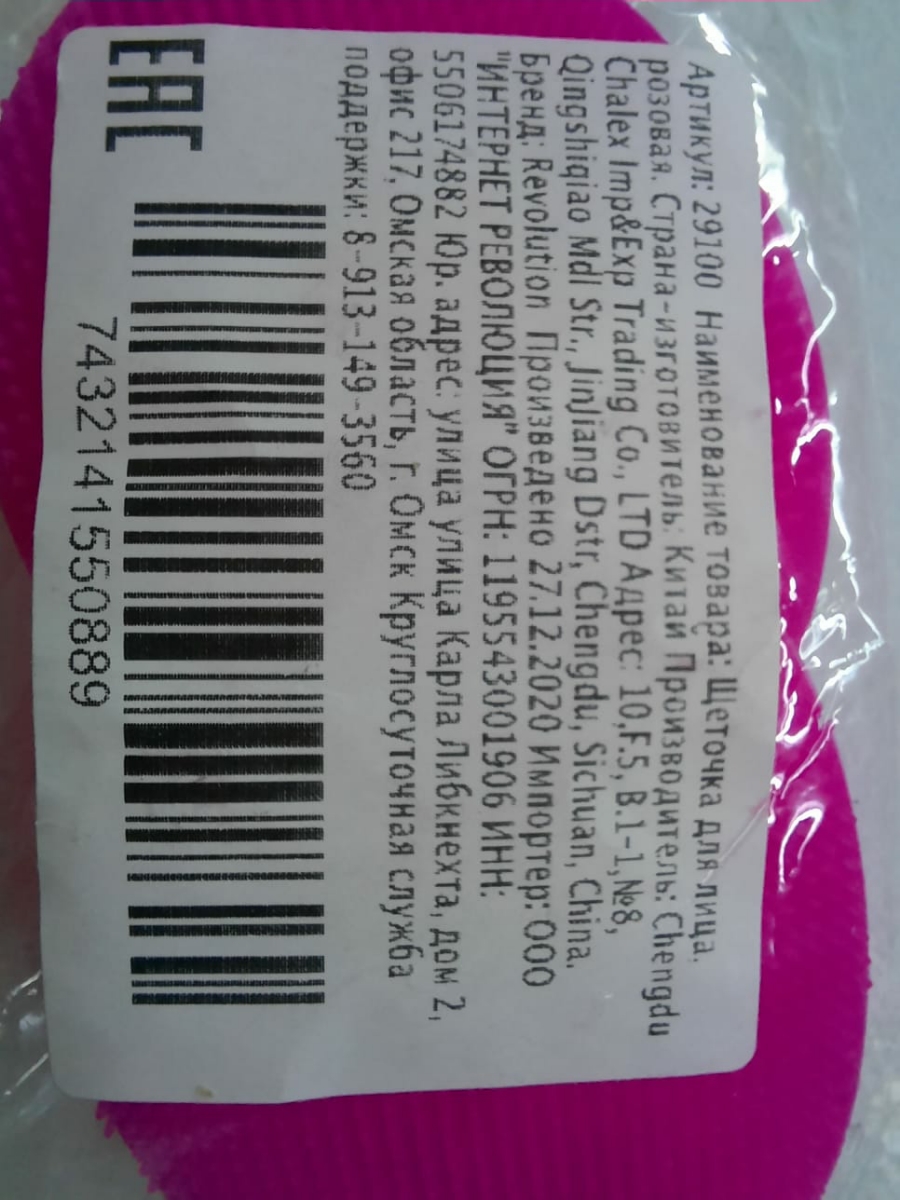 Артикул: 29100 Наименование товара: Щеточка для лица,
розовая. Страна-изготовитель: Китай Производитель: Chengdu
Chalex Imp&Exp Trading Co., LTD Адрес: 10,F.5, B.1-1,№8,
Qingshiqiao Mdl Str., JinJiang Dstr, Chengdu, Sichuan, China.
Бренд: Revolution Произведено 27.12.2020 Импортер: ООО
"ИНТЕРНЕТ РЕВОЛЮЦИЯ" ОГРН: 1195543001906 ИНН:
5506174882 Юр. адрес: улица улица Карла Либкнехта, дом 2,
офис 217, Омская область, г. Омск Круглосуточная служба
поддержки: 8-913-149-3560
EAC
7432141550889